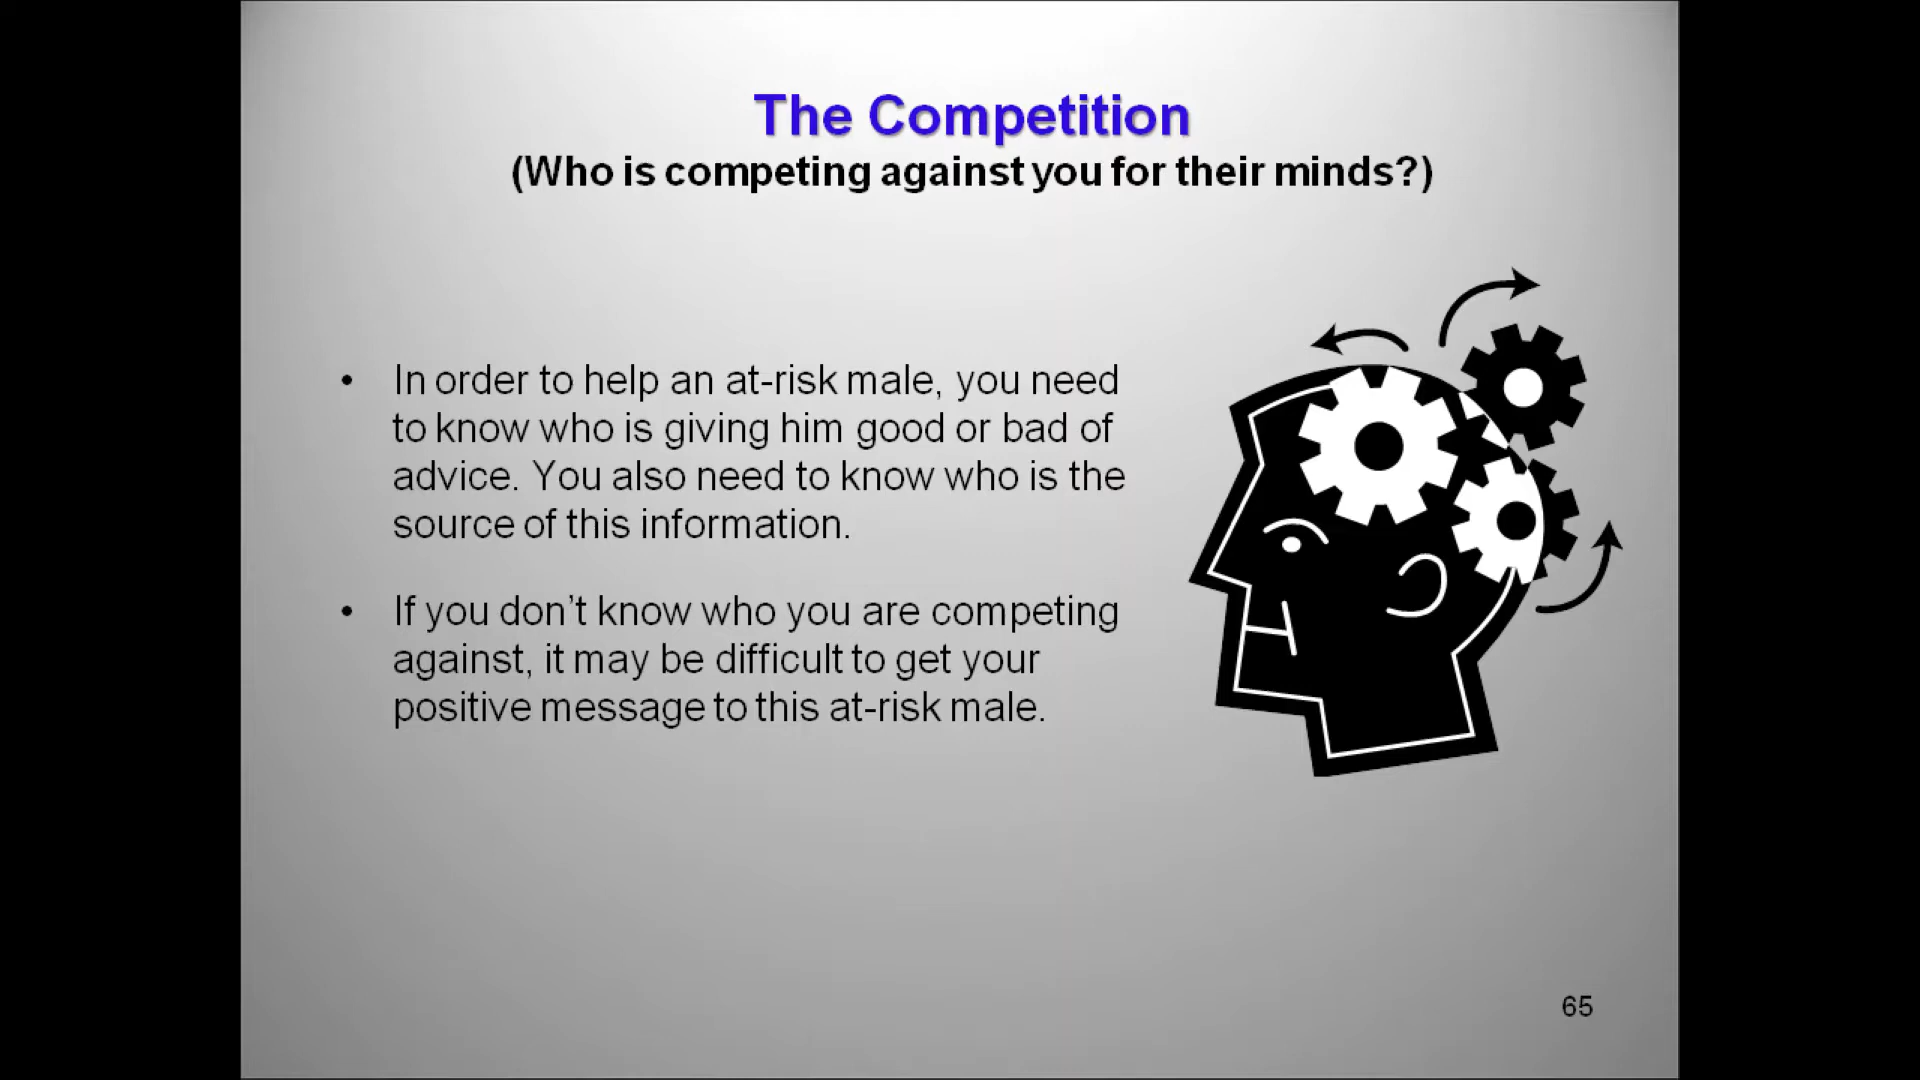 The Competition
(Who is competing against you for their minds?)
• In order to help an at-risk male, you need
to know who is giving him good or bad of
advice. You also need to know who is the
source of this information.
• If you don’t know who you are competing
against, it may be difficult to get your
positive message to this at-risk male.
65